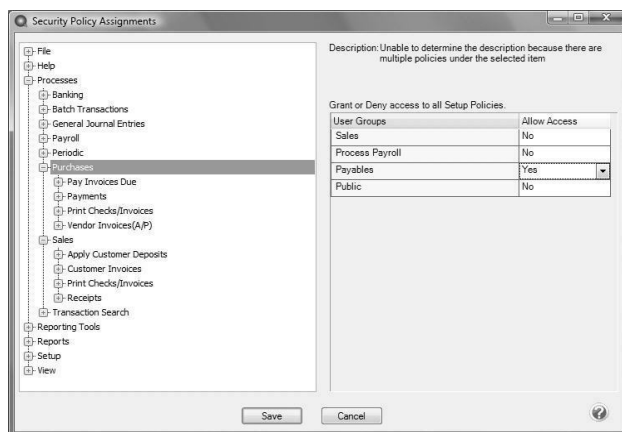 Security Policy Assignments
File
Help
Processes
Banking
Batch Transactions
General Journal Entries
Payroll
Periodic
Purchases
Pay Invoices Due
Payments
Print Checks/Invoices
Vendor Invoices(A/P)
Sales
Apply Customer Deposits
Customer Invoices
Print Checks/Invoices
Receipts
Transaction Search
Reporting Tools
Reports
Setup
View
Description: Unable to determine the description because there are
multiple policies under the selected item
Grant or Deny access to all Setup Policies.
User Groups Allow Access
Sales No
Process Payroll No
Payables Yes
Public No
Save Cancel